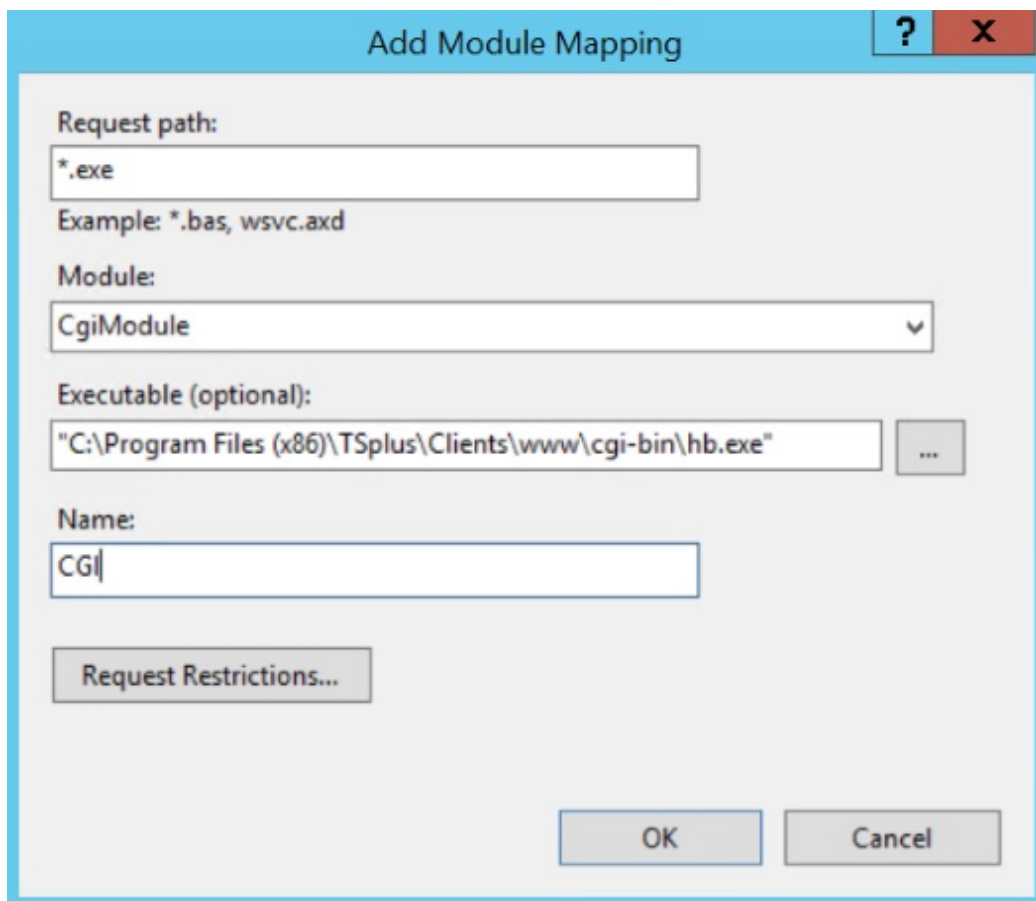 Add Module Mapping
?
X
Request path:
*.exe
Example: *.bas, wsvc.axd
Module:
CgiModule
Executable (optional):
"C:\Program Files (x86)\TSplus\Clients\www\cgi-bin\hb.exe"
...
Name:
CGI
Request Restrictions...
OK
Cancel